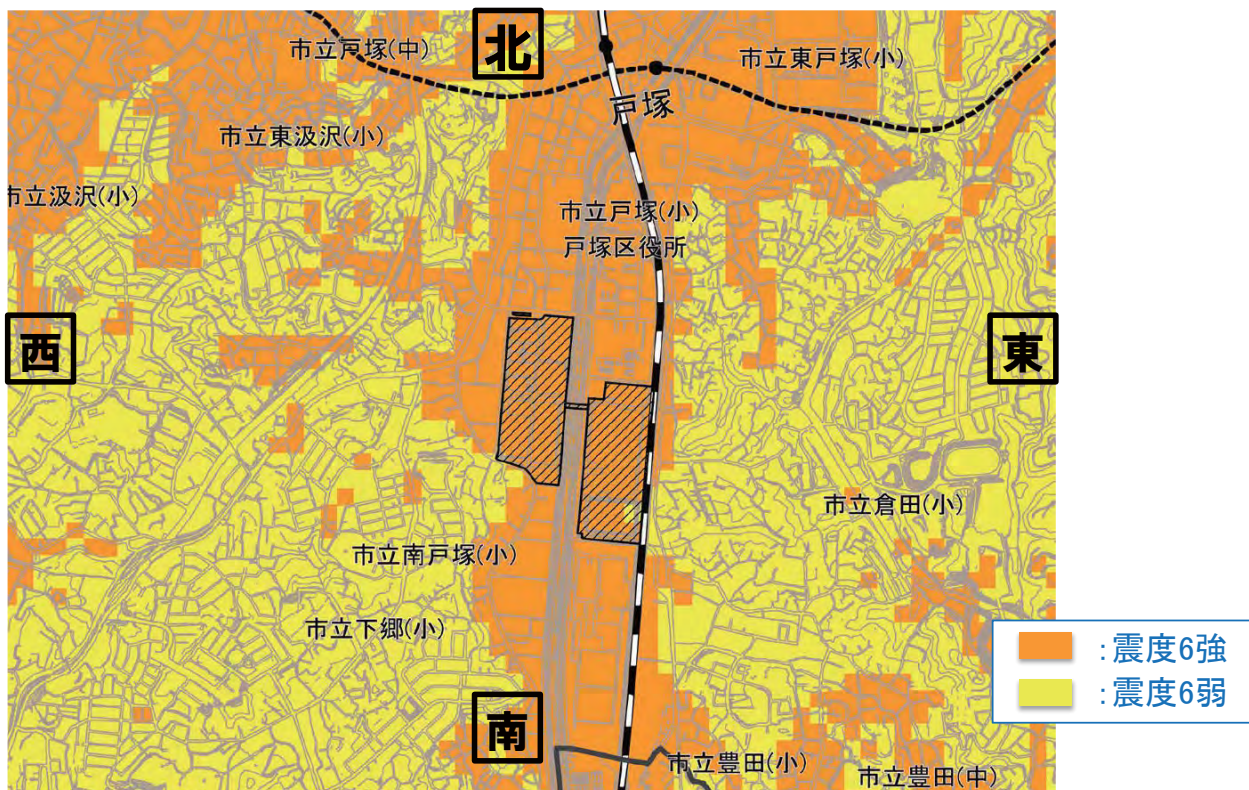 北
市立戸塚(中)
市立東戸塚(小)
戸塚
市立東汲沢(小)
市立汲沢(小)
市立戸塚(小)
戸塚区役所
西
東
市立倉田(小)
市立南戸塚(小)
市立下郷(小)
:震度6強
:震度6弱
南
市立豊田(小)
市立豊田(中)